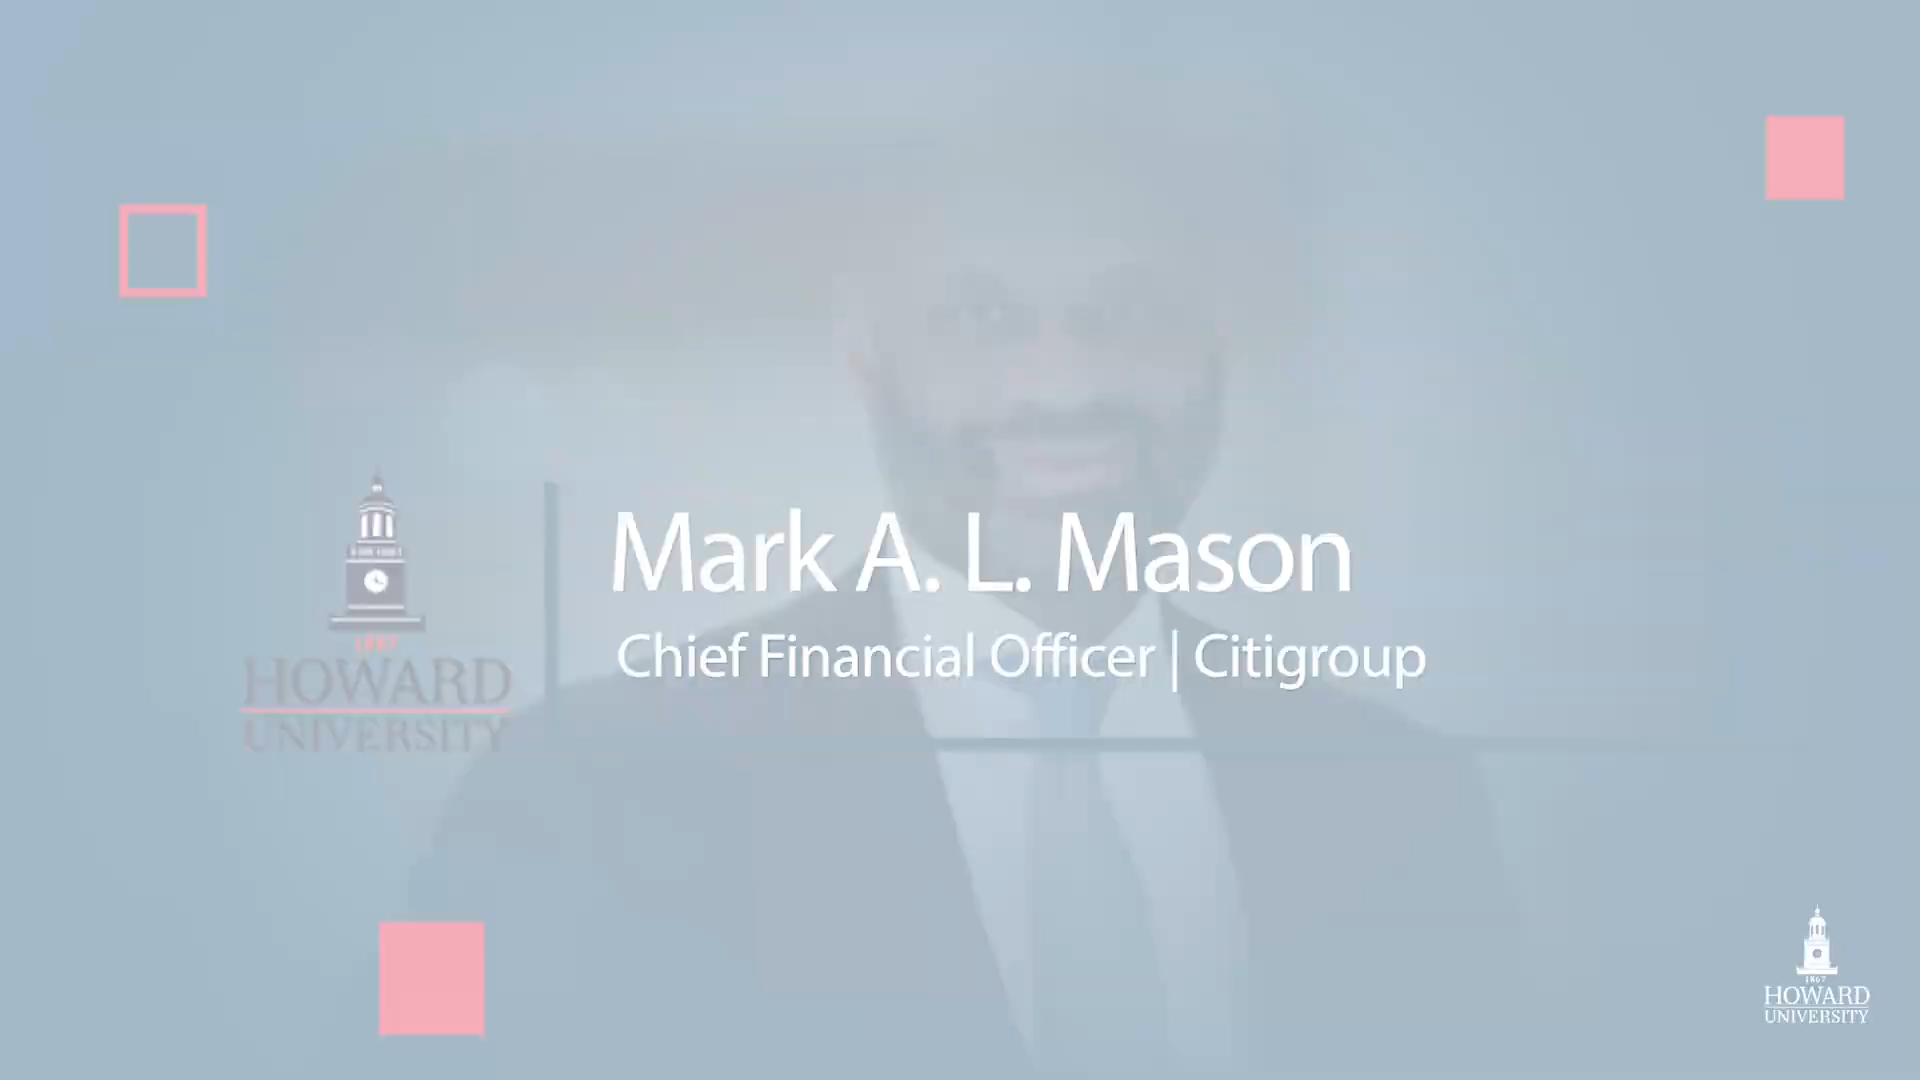 Mark A. L. Mason
Chief Financial Officer | Citigroup
1867
HOWARD
UNIVERSITY
1867
HOWARD
UNIVERSITY